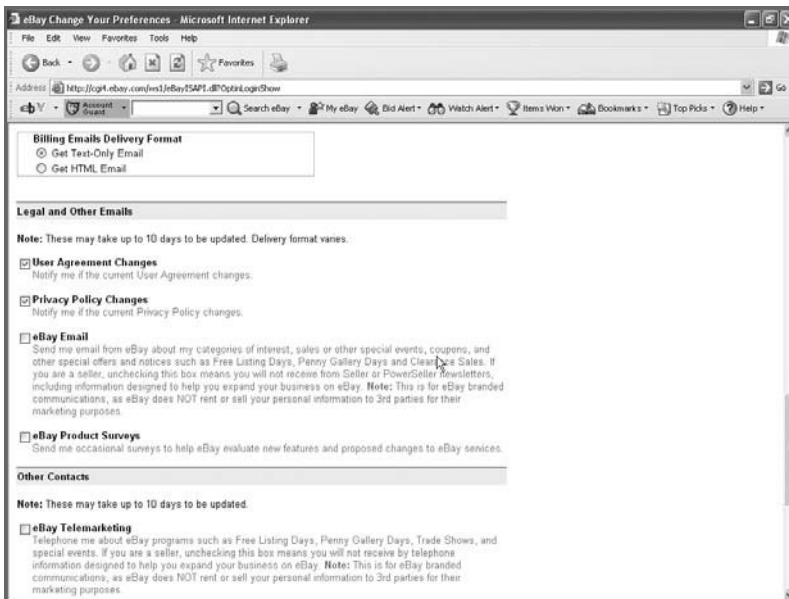 eBay Change Your Preferences - Microsoft Internet Explorer
File Edit View Favorites Tools Help
Back Favorites
Address http://cgi4.ebay.com/ws1/eBayISAPI.dll?OptinLoginShow Go
ebY Account Guard Search eBay My eBay Bid Alert Watch Alert Items Won Bookmarks Top Picks Help
Billing Emails Delivery Format
Get Text-Only Email
Get HTML Email
Legal and Other Emails
Note: These may take up to 10 days to be updated. Delivery format varies.
User Agreement Changes
Notify me if the current User Agreement changes.
Privacy Policy Changes
Notify me if the current Privacy Policy changes.
eBay Email
Send me email from eBay about my categories of interest, sales or other special events, coupons, and
other special offers and notices such as Free Listing Days, Penny Gallery Days and Clearance Sales. If
you are a seller, unchecking this box means you will not receive from Seller or PowerSeller newsletters,
including information designed to help you expand your business on eBay. Note: This is for eBay branded
communications, as eBay does NOT rent or sell your personal information to 3rd parties for their
marketing purposes.
eBay Product Surveys
Send me occasional surveys to help eBay evaluate new features and proposed changes to eBay services.
Other Contacts
Note: These may take up to 10 days to be updated.
eBay Telemarketing
Telephone me about eBay programs such as Free Listing Days, Penny Gallery Days, Trade Shows, and
special events. If you are a seller, unchecking this box means you will not receive by telephone
information designed to help you expand your business on eBay. Note: This is for eBay branded
communications, as eBay does NOT rent or sell your personal information to 3rd parties for their
marketing purposes.